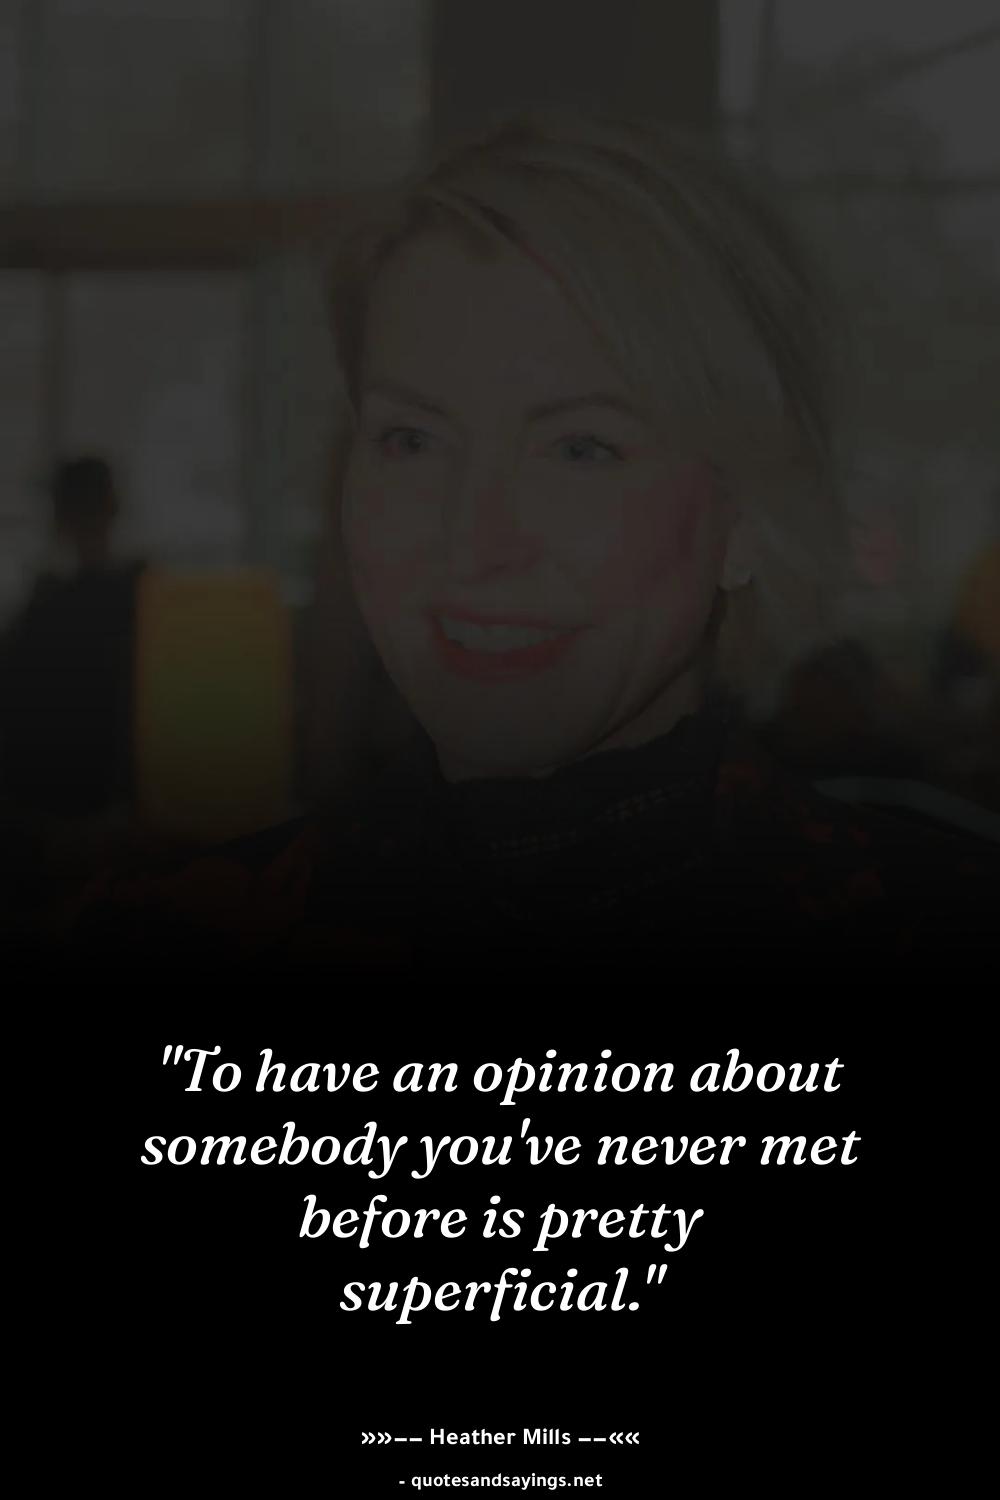 "To have an opinion about
somebody you've never met
before is pretty
superficial."
»»−− Heather Mills −−««
- quotesandsayings.net